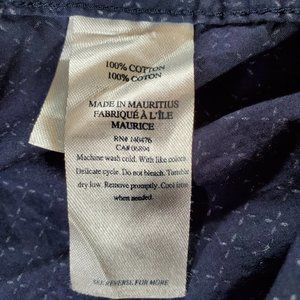 100% COTTON
100% COTON
MADE IN MAURITIUS
FABRIQUÉ À L'ÎLE
MAURICE
RN# 140476
CA# 06894
Machine wash cold. With like colors.
Delicate cycle. Do not bleach. Tumble
dry low. Remove promptly. Cool iron
when needed.
SEE REVERSE FOR MORE